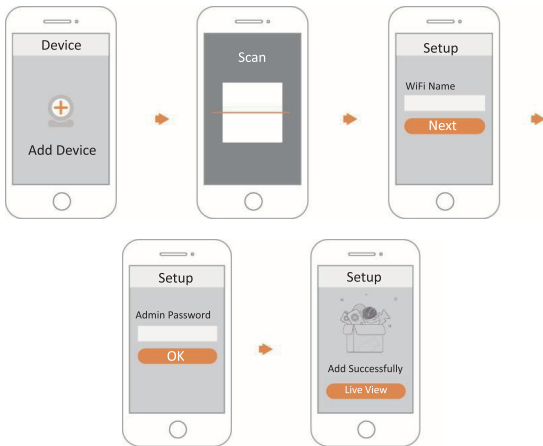 Device
Add Device
Scan
Setup
WiFi Name
Next
Setup
Admin Password
OK
Setup
Add Successfully
Live View